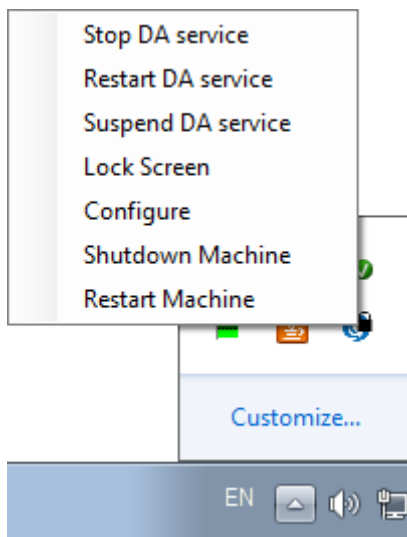 Stop DA service
Restart DA service
Suspend DA service
Lock Screen
Configure
Shutdown Machine
Restart Machine
Customize...
EN